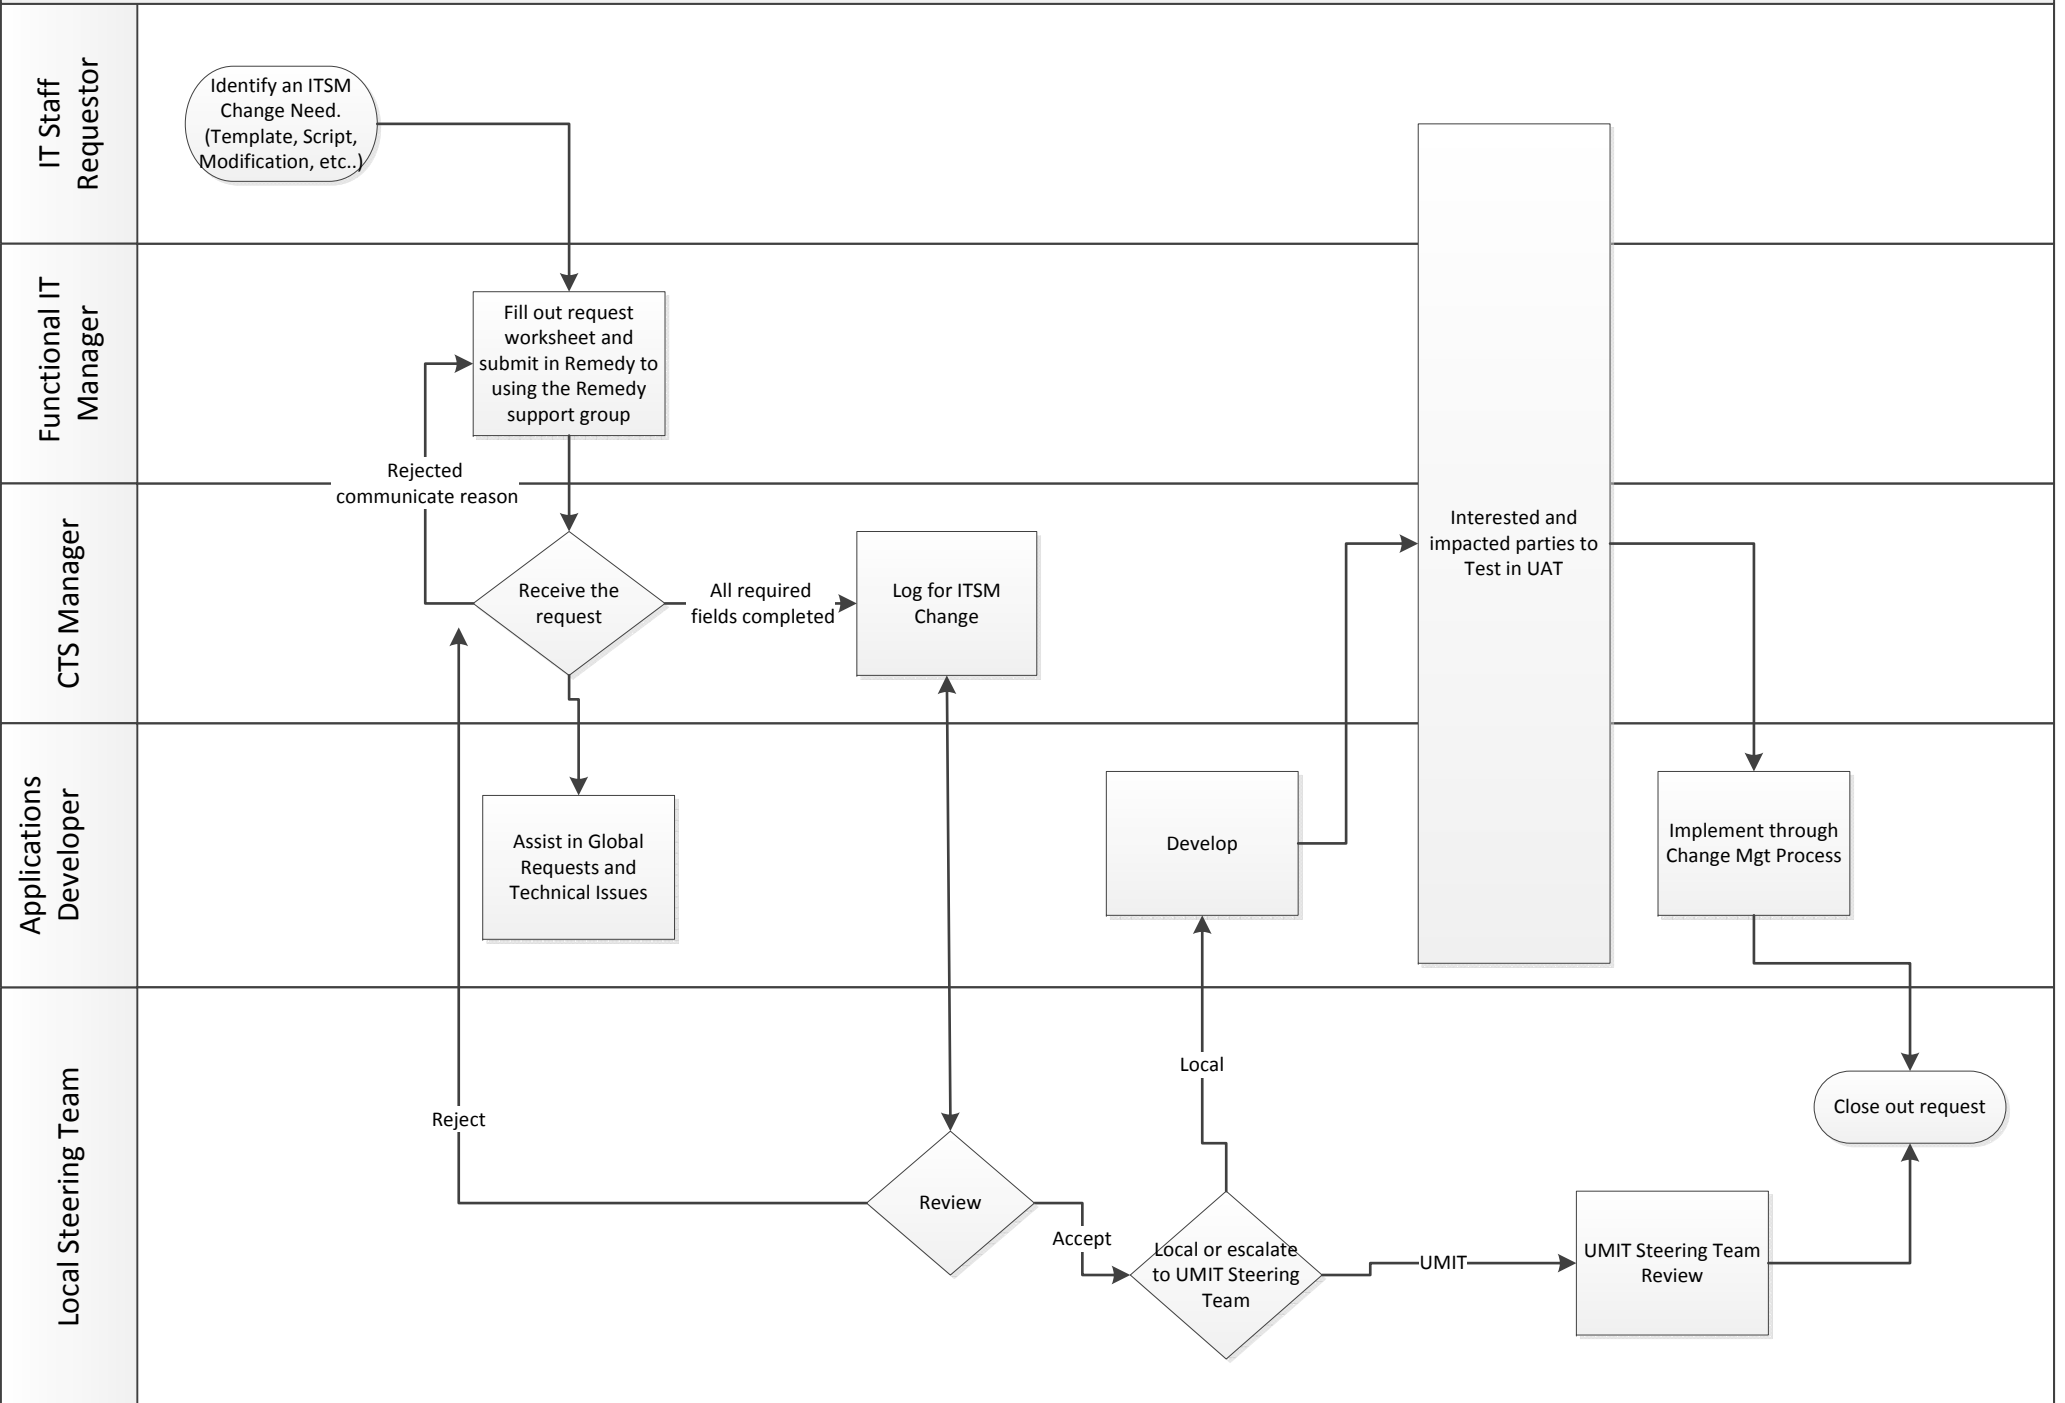 IT Staff
Requestor
Identify an ITSM
Change Need.
(Template, Script,
Modification, etc..)
Functional IT
Manager
Fill out request
worksheet and
submit in Remedy to
using the Remedy
support group
Rejected
communicate reason
CTS Manager
Receive the
request
All required
fields completed
Log for ITSM
Change
Interested and
impacted parties to
Test in UAT
Applications
Developer
Assist in Global
Requests and
Technical Issues
Develop
Implement through
Change Mgt Process
Local Steering Team
Reject
Review
Accept
Local
Local or escalate
to UMIT Steering
Team
UMIT
UMIT Steering Team
Review
Close out request